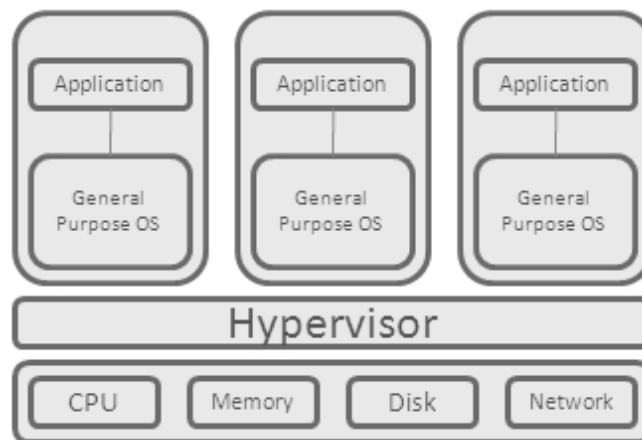 Application
Application
Application
General
Purpose OS
General
Purpose OS
General
Purpose OS
Hypervisor
CPU
Memory
Disk
Network